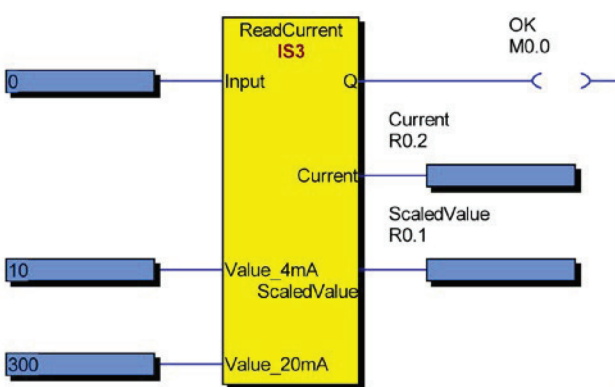 ReadCurrent
IS3
OK
M0.0
0
Input
Q
Current
R0.2
Current
ScaledValue
R0.1
10
Value_4mA
ScaledValue
300
Value_20mA